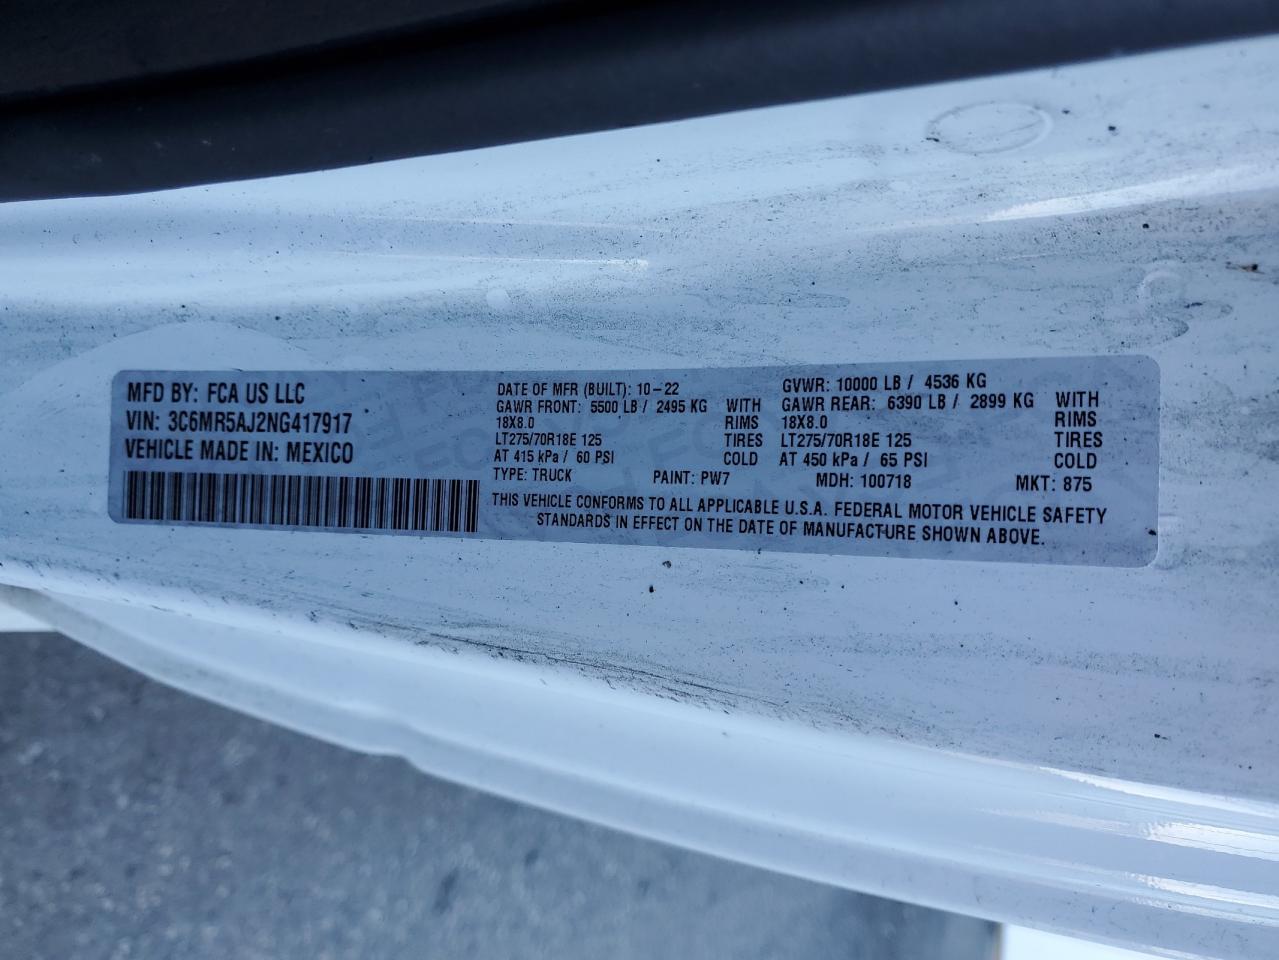 MFD BY: FCA US LLC
VIN: 3C6MR5AJ2NG417917
VEHICLE MADE IN: MEXICO
DATE OF MFR (BUILT): 10-22
GAWR FRONT: 5500 LB / 2495 KG WITH
18X8.0 RIMS
LT275/70R18E 125 TIRES
AT 415 kPa / 60 PSI COLD
GVWR: 10000 LB / 4536 KG
GAWR REAR: 6390 LB / 2899 KG WITH
18X8.0 RIMS
LT275/70R18E 125 TIRES
AT 450 kPa / 65 PSI COLD
TYPE: TRUCK PAINT: PW7 MDH: 100718 MKT: 875
THIS VEHICLE CONFORMS TO ALL APPLICABLE U.S.A. FEDERAL MOTOR VEHICLE SAFETY
STANDARDS IN EFFECT ON THE DATE OF MANUFACTURE SHOWN ABOVE.